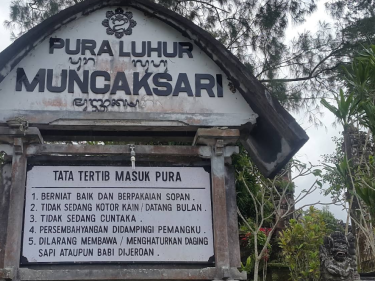 PURA LUHUR
MUNCAKSARI
TATA TERTIB MASUK PURA
1. BERNIAT BAIK DAN BERPAKAIAN SOPAN .
2. TIDAK SEDANG KOTOR KAIN / DATANG BULAN .
3. TIDAK SEDANG CUNTAKA .
4. PERSEMBAHYANGAN DIDAMPINGI PEMANGKU .
5. DILARANG MEMBAWA / MENGHATURKAN DAGING
SAPI ATAUPUN BABI DIJEROAN .